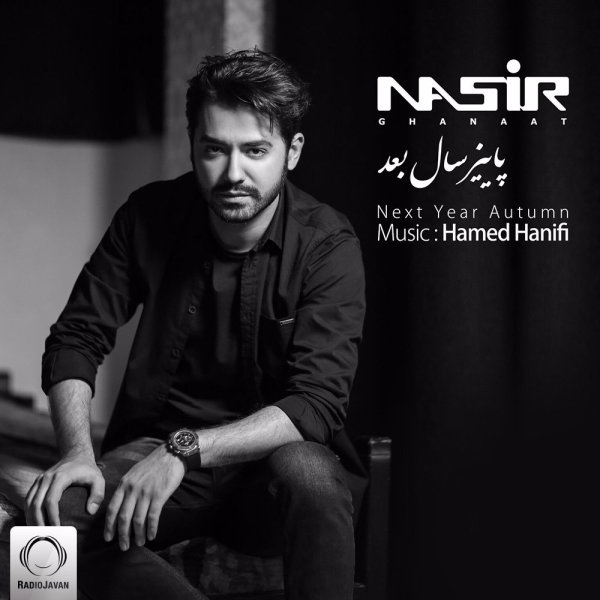 NASIR
GHANAAT
پاییز سال بعد
Next Year Autumn
Music : Hamed Hanifi
RADIOJAVAN